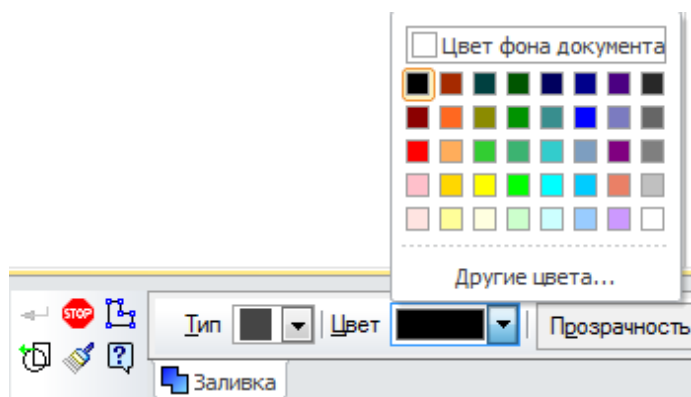 Цвет фона документа
Другие цвета...
STOP
Тип
Цвет
Прозрачность
?
Заливка